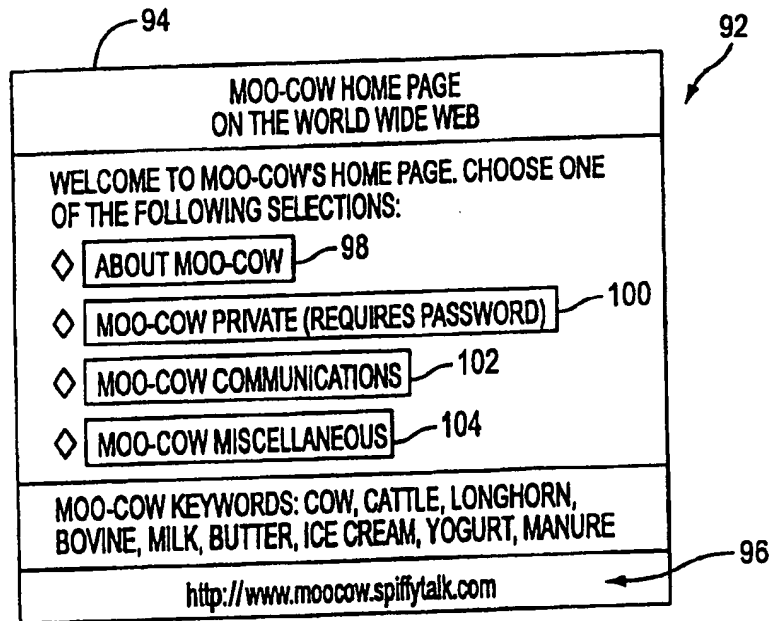 94
92
MOO-COW HOME PAGE
ON THE WORLD WIDE WEB
WELCOME TO MOO-COW'S HOME PAGE. CHOOSE ONE
OF THE FOLLOWING SELECTIONS:
ABOUT MOO-COW
98
MOO-COW PRIVATE (REQUIRES PASSWORD)
100
MOO-COW COMMUNICATIONS
102
MOO-COW MISCELLANEOUS
104
MOO-COW KEYWORDS: COW, CATTLE, LONGHORN,
BOVINE, MILK, BUTTER, ICE CREAM, YOGURT, MANURE
http://www.moocow.spiffytalk.com
96